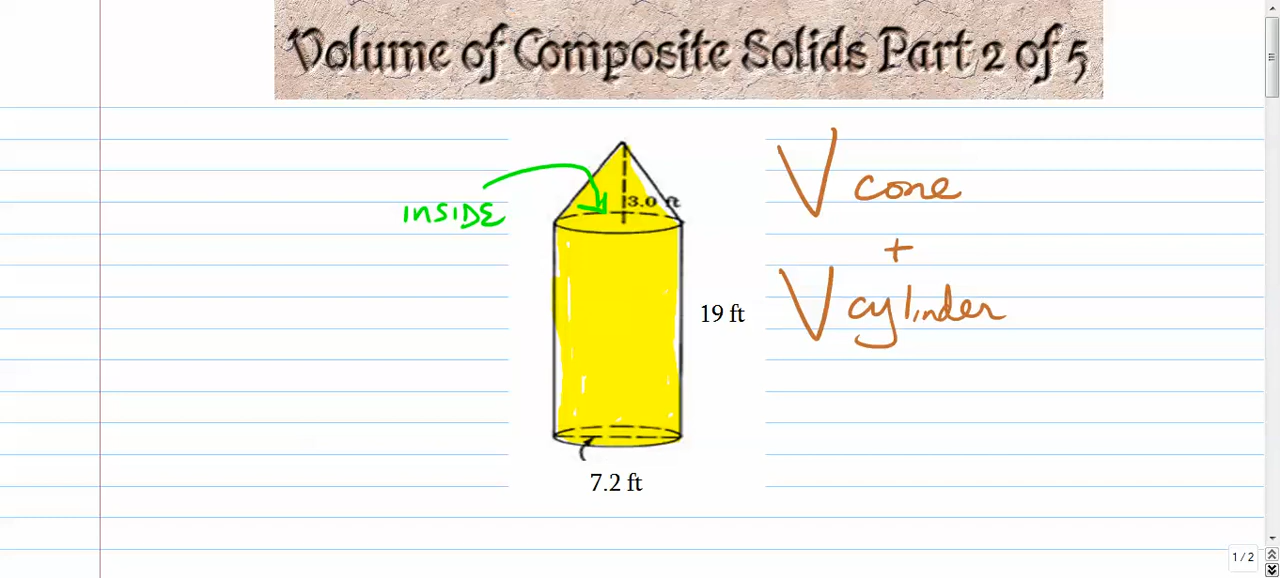 Volume of Composite Solids Part 2 of 5
INSIDE
3.0 ft
19 ft
7.2 ft
V cone
+
V cylinder
1 / 2